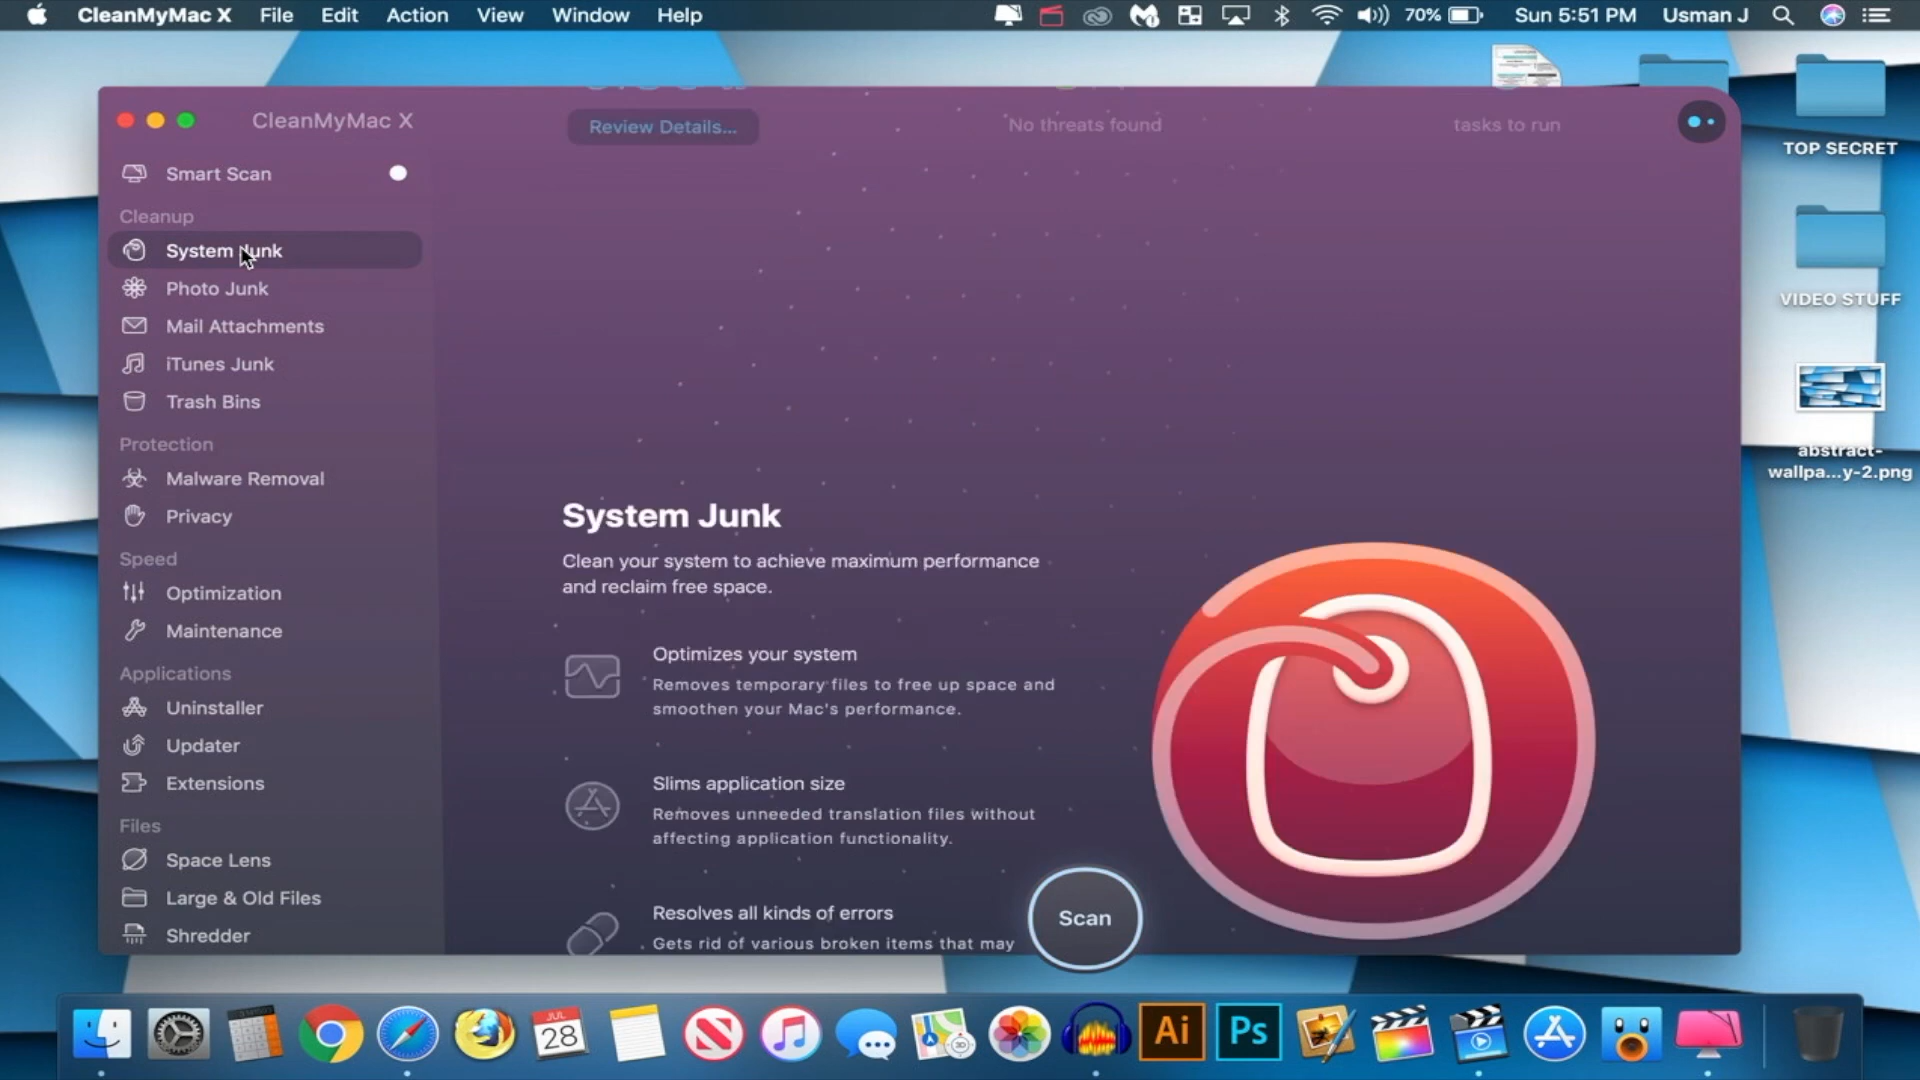 CleanMyMac X File Edit Action View Window Help 70% Sun 5:51 PM Usman J
CleanMyMac X
Review Details...
No threats found
tasks to run
Smart Scan
Cleanup
System Junk
Photo Junk
Mail Attachments
iTunes Junk
Trash Bins
Protection
Malware Removal
Privacy
Speed
Optimization
Maintenance
Applications
Uninstaller
Updater
Extensions
Files
Space Lens
Large & Old Files
Shredder
System Junk
Clean your system to achieve maximum performance
and reclaim free space.
Optimizes your system
Removes temporary files to free up space and
smoothen your Mac's performance.
Slims application size
Removes unneeded translation files without
affecting application functionality.
Resolves all kinds of errors
Gets rid of various broken items that may
Scan
TOP SECRET
VIDEO STUFF
abstract-
wallpa...y-2.png
JUL
28
3D
Ai
Ps